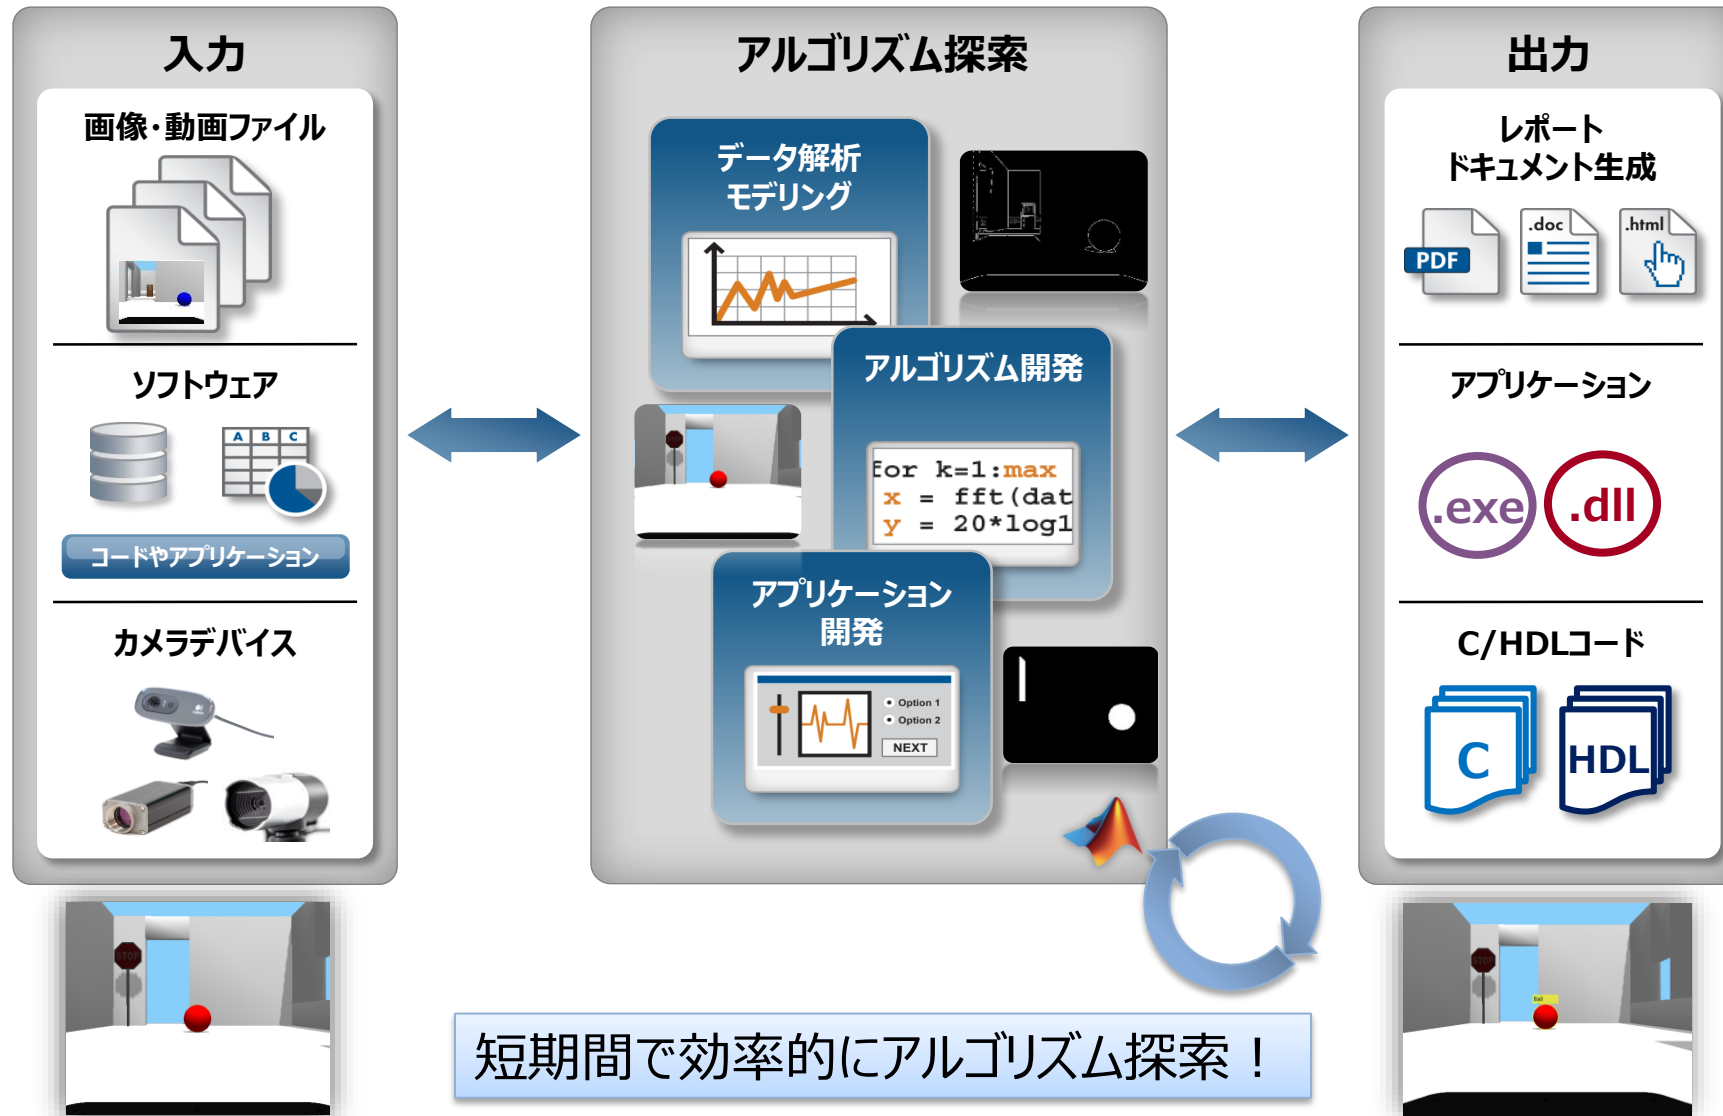 入力
画像・動画ファイル
ソフトウェア
A B C
コードやアプリケーション
カメラデバイス
STOP
アルゴリズム探索
データ解析
モデリング
アルゴリズム開発
for k=1:max
x = fft(dat
y = 20*log1
STOP
アプリケーション
開発
Option 1
Option 2
NEXT
出力
レポート
ドキュメント生成
PDF
.doc
.html
アプリケーション
.exe
.dll
C/HDLコード
C
HDL
STOP
Ball
短期間で効率的にアルゴリズム探索！